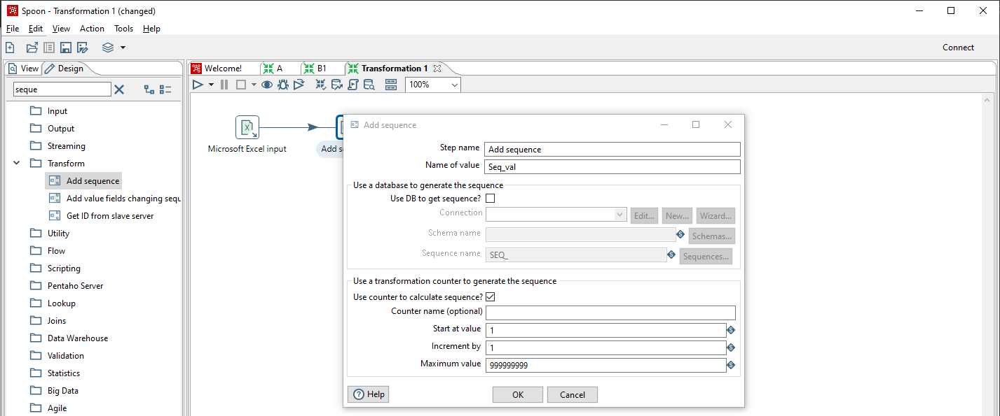 Spoon - Transformation 1 (changed)
File Edit View Action Tools Help
Connect
View Design
Welcome! A B1 Transformation 1
seque
100%
Input
Output
Streaming
Transform
Add sequence
Add value fields changing sequ
Get ID from slave server
Utility
Flow
Scripting
Pentaho Server
Lookup
Joins
Data Warehouse
Validation
Statistics
Big Data
Agile
Microsoft Excel input
Add s
Add sequence
Step name Add sequence
Name of value Seq_val
Use a database to generate the sequence
Use DB to get sequence?
Connection Edit... New... Wizard...
Schema name Schemas...
Sequence name SEQ_ Sequences...
Use a transformation counter to generate the sequence
Use counter to calculate sequence?
Counter name (optional)
Start at value 1
Increment by 1
Maximum value 999999999
Help OK Cancel